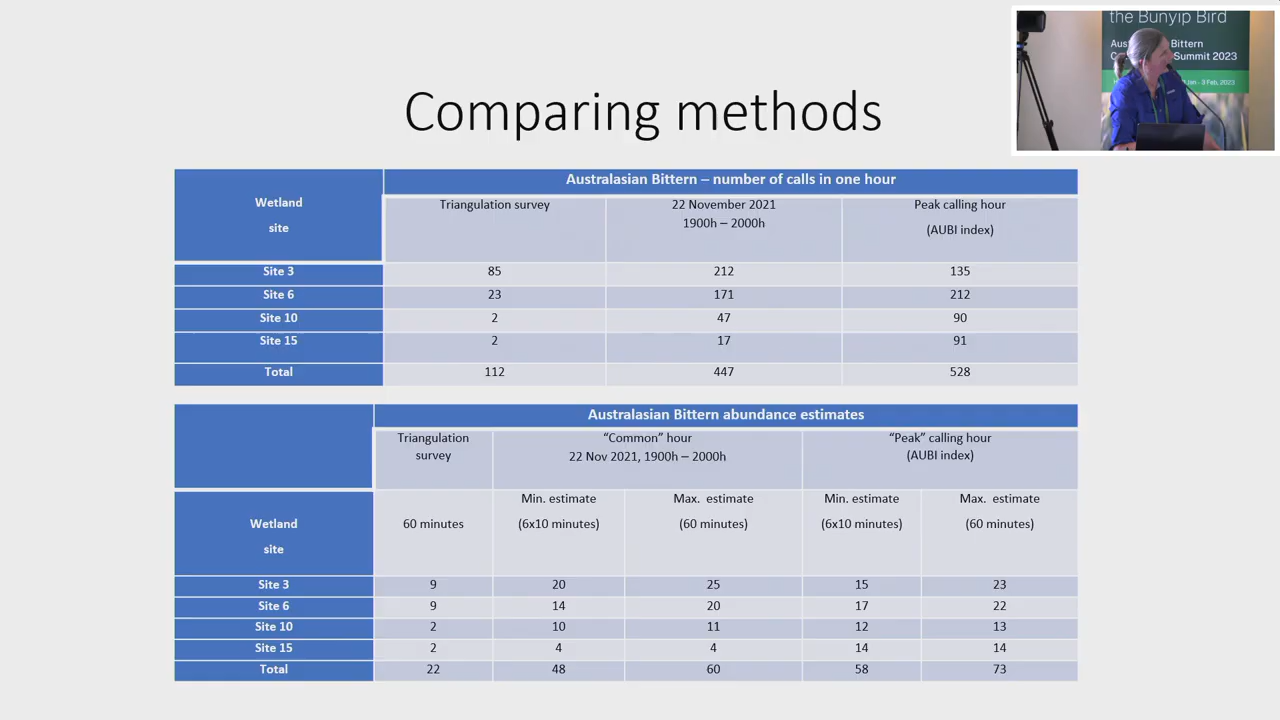 the Bunyip Bird
Bittern
Summit 2023
- 3 Feb, 2023
Comparing methods
Wetland
site
Australasian Bittern – number of calls in one hour
Triangulation survey
22 November 2021
1900h – 2000h
Peak calling hour
(AUBI index)
Site 3 85 212 135
Site 6 23 171 212
Site 10 2 47 90
Site 15 2 17 91
Total 112 447 528
Australasian Bittern abundance estimates
Triangulation
survey
“Common” hour
22 Nov 2021, 1900h – 2000h
“Peak” calling hour
(AUBI index)
Wetland
site
60 minutes
Min. estimate
(6x10 minutes)
Max. estimate
(60 minutes)
Min. estimate
(6x10 minutes)
Max. estimate
(60 minutes)
Site 3 9 20 25 15 23
Site 6 9 14 20 17 22
Site 10 2 10 11 12 13
Site 15 2 4 4 14 14
Total 22 48 60 58 73